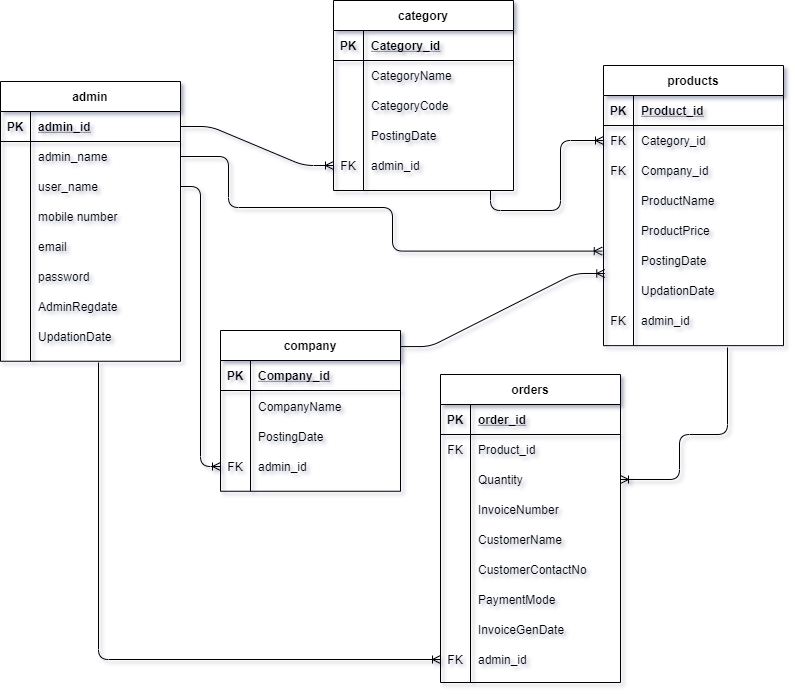 category
PK Category_id
CategoryName
CategoryCode
PostingDate
FK admin_id
products
PK Product_id
FK Category_id
FK Company_id
ProductName
ProductPrice
PostingDate
UpdationDate
FK admin_id
admin
PK admin_id
admin_name
user_name
mobile number
email
password
AdminRegdate
UpdationDate
company
PK Company_id
CompanyName
PostingDate
FK admin_id
orders
PK order_id
FK Product_id
Quantity
InvoiceNumber
CustomerName
CustomerContactNo
PaymentMode
InvoiceGenDate
FK admin_id